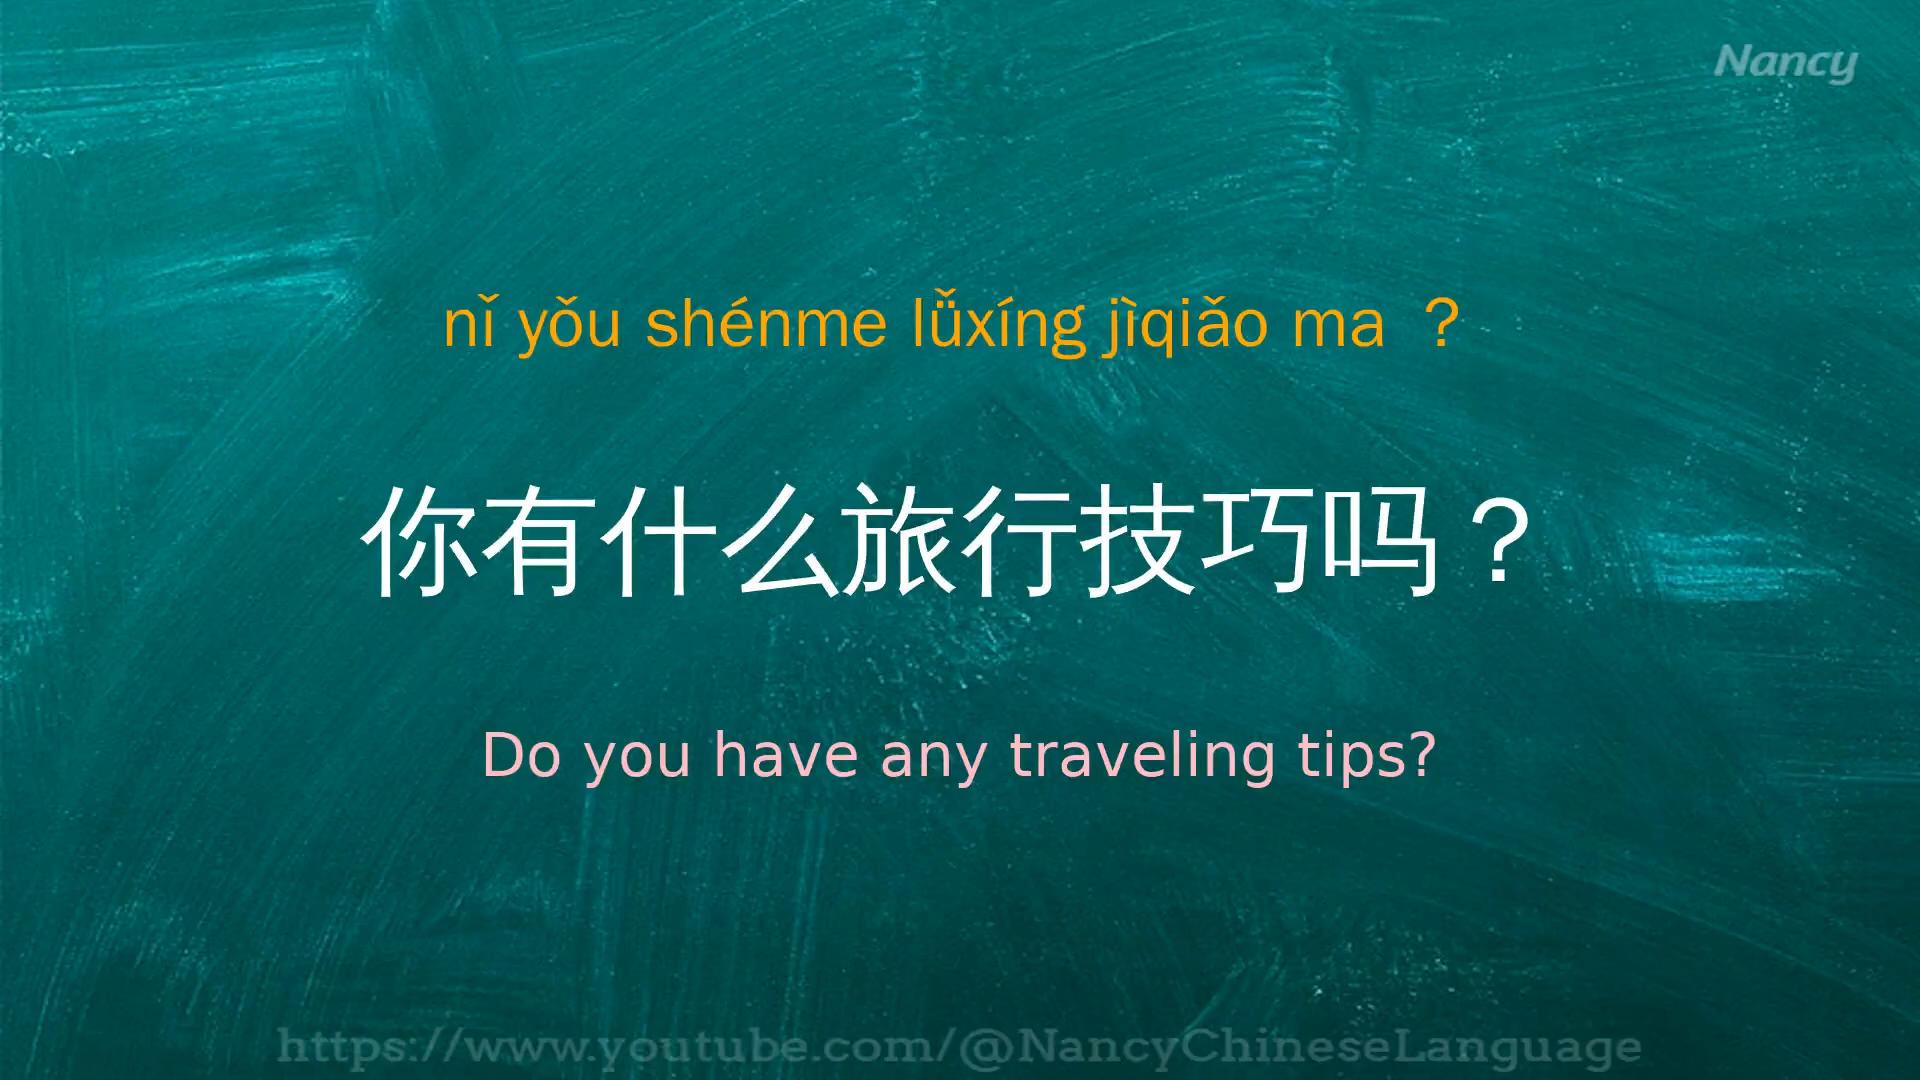 Nancy
nǐ yǒu shénme lǚxíng jìqiǎo ma ？
你有什么旅行技巧吗？
Do you have any traveling tips?
https://www.youtube.com/@NancyChineseLanguage